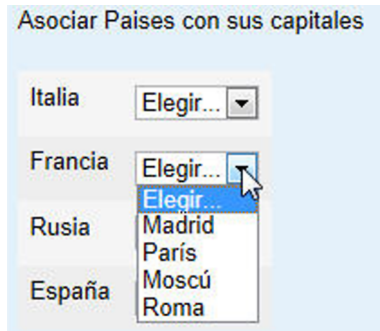 Asociar Paises con sus capitales
Italia Elegir...
Francia Elegir...
Elegir...
Madrid
Rusia
París
Moscú
España
Roma